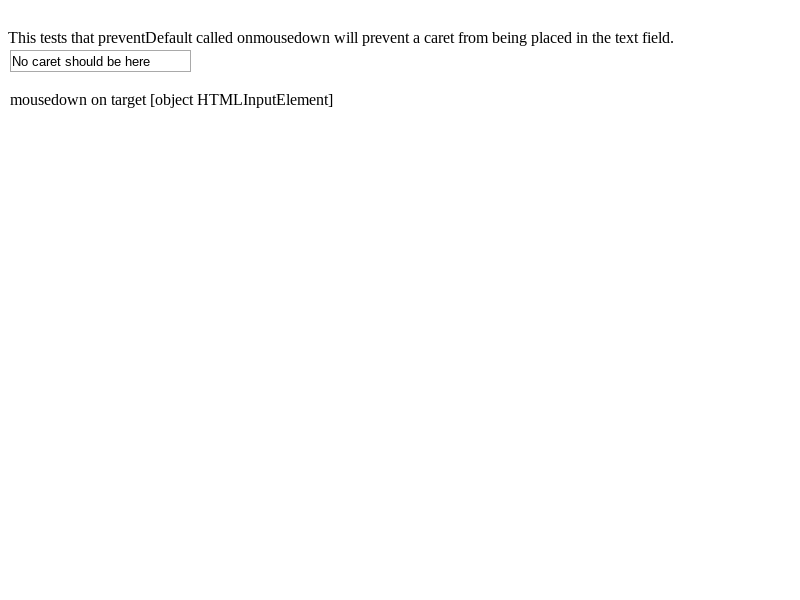 This tests that preventDefault called onmousedown will prevent a caret from being placed in the text field.
No caret should be here
mousedown on target [object HTMLInputElement]